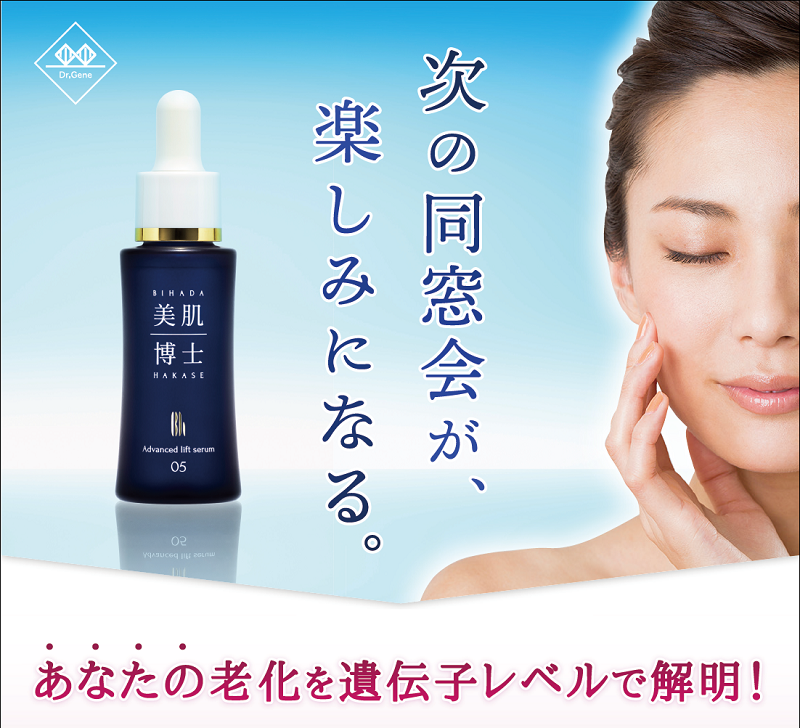 Dr,Gene
次の同窓会が、
楽しみになる。
BIHADA
美肌
博士
HAKASE
Bh
Advanced lift serum
05
あなたの老化を遺伝子レベルで解明！